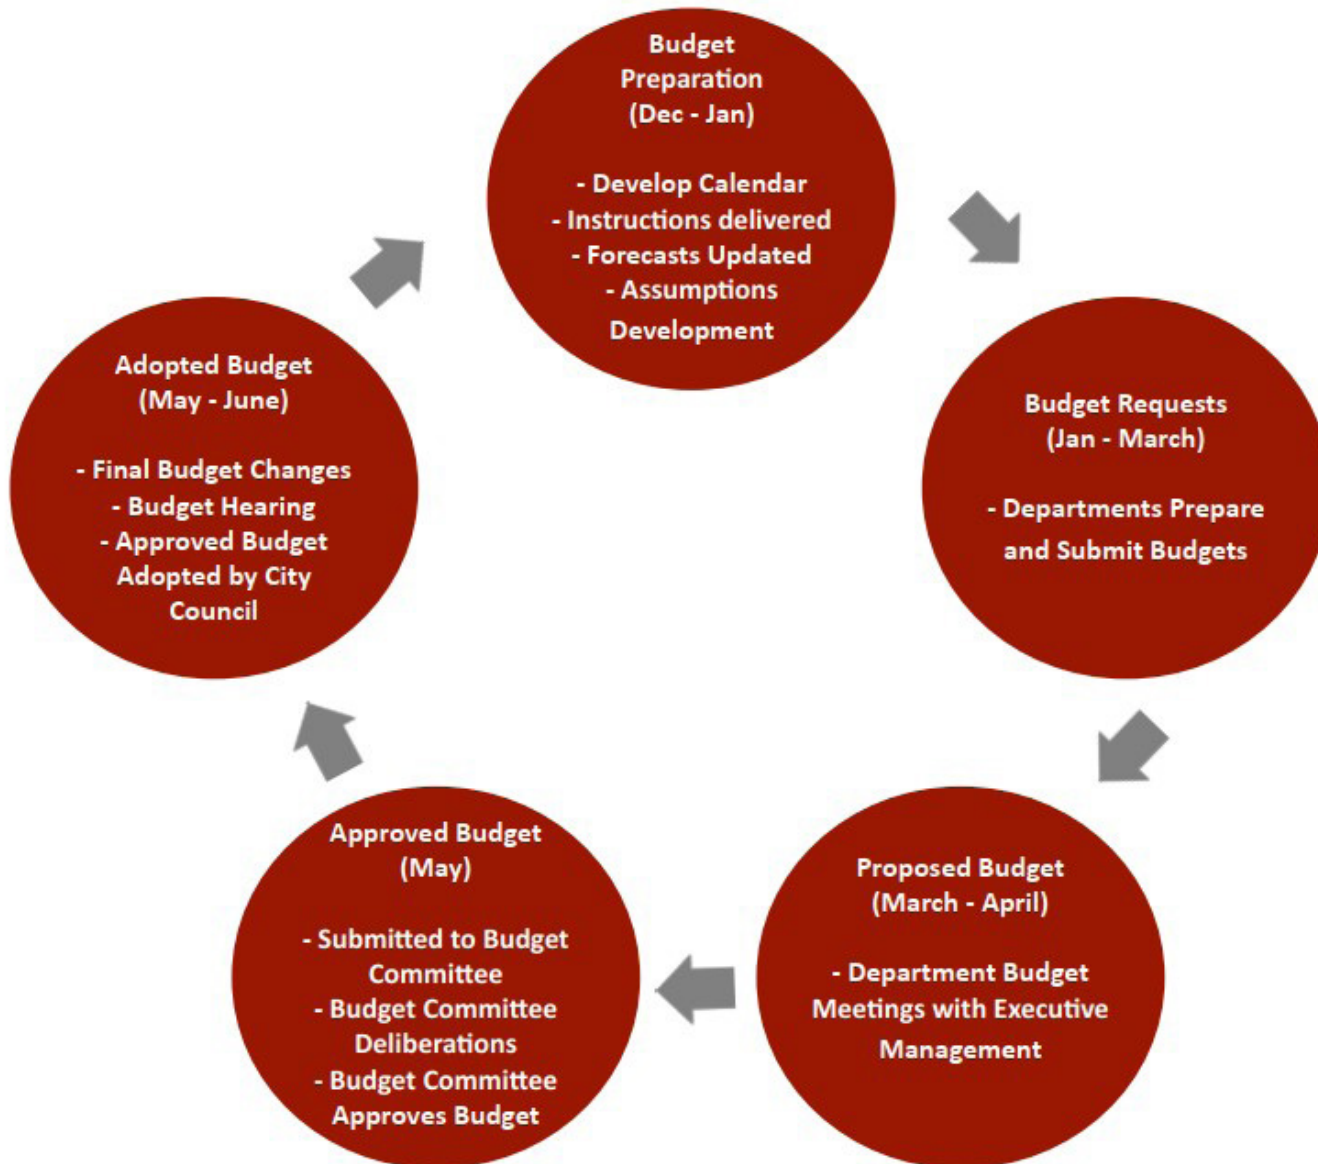 Budget
Preparation
(Dec - Jan)
- Develop Calendar
- Instructions delivered
- Forecasts Updated
- Assumptions
Development
Budget Requests
(Jan - March)
- Departments Prepare
and Submit Budgets
Proposed Budget
(March - April)
- Department Budget
Meetings with Executive
Management
Approved Budget
(May)
- Submitted to Budget
Committee
- Budget Committee
Deliberations
- Budget Committee
Approves Budget
Adopted Budget
(May - June)
- Final Budget Changes
- Budget Hearing
- Approved Budget
Adopted by City
Council